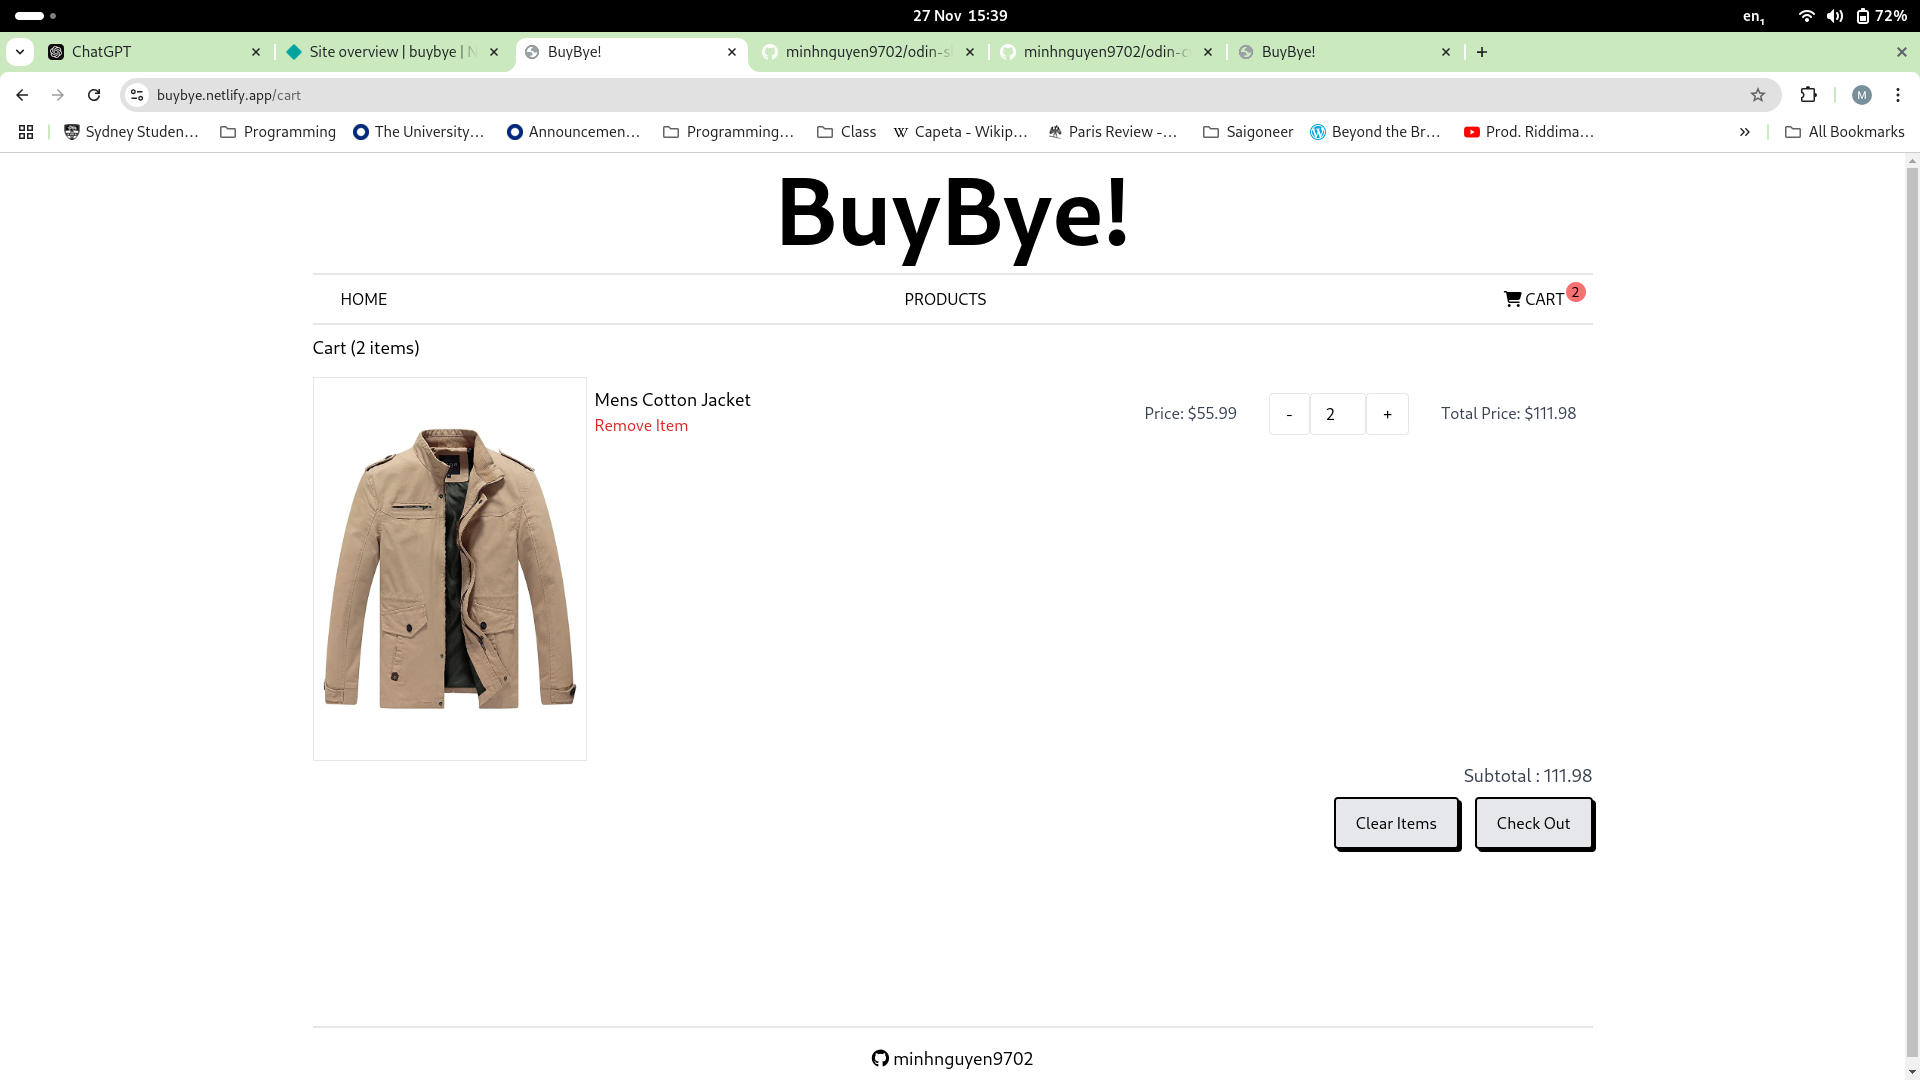 27 Nov 15:39
en1
72%
ChatGPT
Site overview | buybye | N
BuyBye!
minhnguyen9702/odin-s
minhnguyen9702/odin-c
BuyBye!
buybye.netlify.app/cart
M
Sydney Studen...
Programming
The University...
Announcemen...
Programming...
Class
W Capeta - Wikip...
Paris Review -...
Saigoneer
Beyond the Br...
Prod. Riddima...
All Bookmarks
BuyBye!
HOME
PRODUCTS
CART 2
Cart (2 items)
Mens Cotton Jacket
Price: $55.99
- 2 +
Total Price: $111.98
Remove Item
Subtotal : 111.98
Clear Items
Check Out
minhnguyen9702